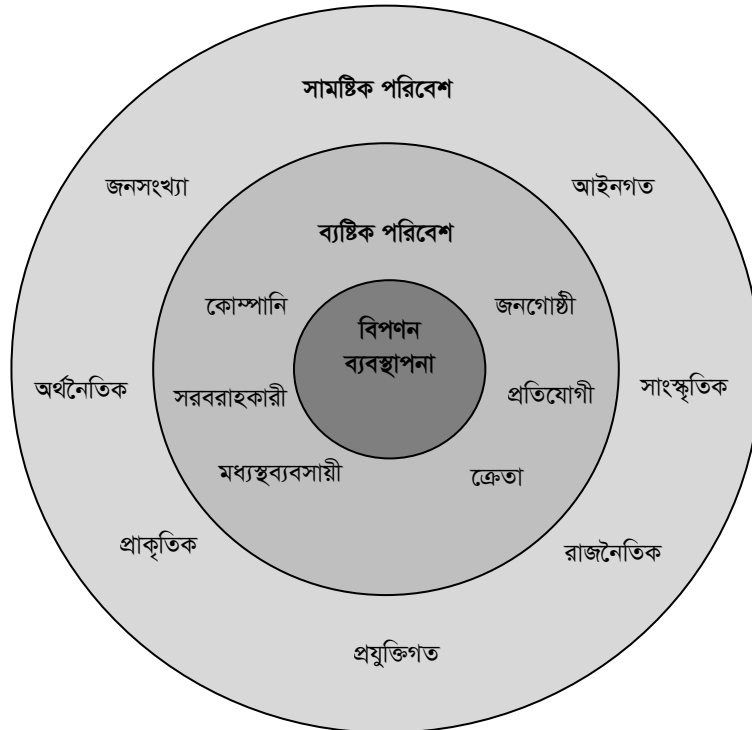 সামষ্টিক পরিবেশ
জনসংখ্যা
আইনগত
ব্যষ্টিক পরিবেশ
কোম্পানি
জনগোষ্ঠী
বিপণন
ব্যবস্থাপনা
অর্থনৈতিক
সরবরাহকারী
প্রতিযোগী
সাংস্কৃতিক
মধ্যস্থব্যবসায়ী
ক্রেতা
প্রাকৃতিক
রাজনৈতিক
প্রযুক্তিগত